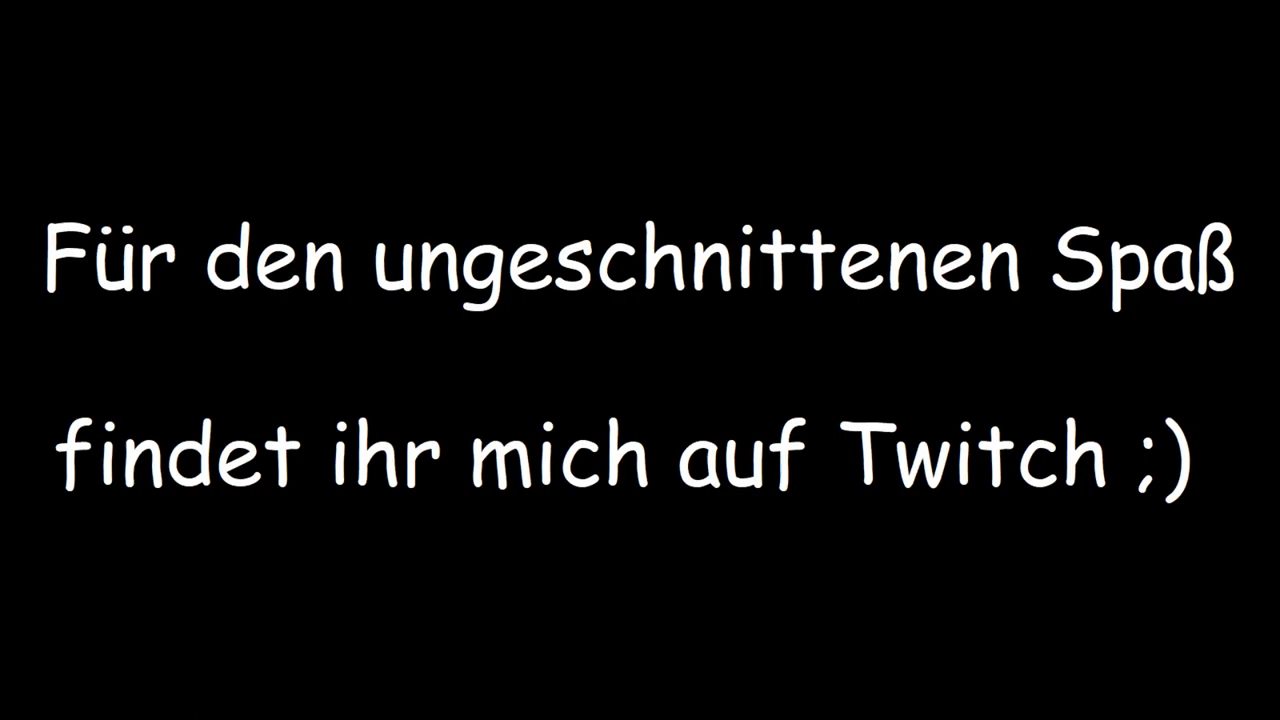 Für den ungeschnittenen Spaß
findet ihr mich auf Twitch ;)